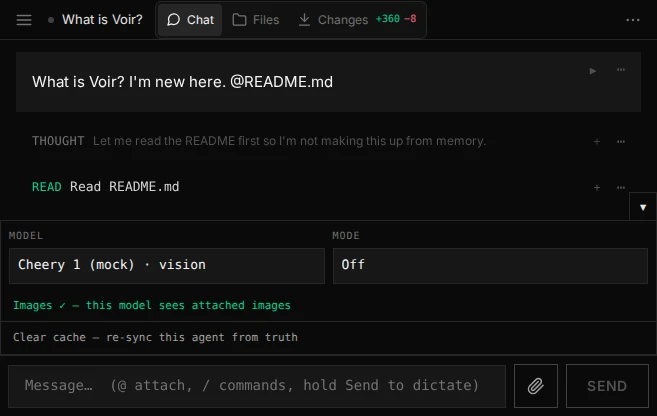 What is Voir?
Chat
Files
Changes +360 −8
What is Voir? I'm new here. @README.md
THOUGHT Let me read the README first so I'm not making this up from memory.
READ Read README.md
MODEL
MODE
Cheery 1 (mock) · vision
Off
Images ✓ — this model sees attached images
Clear cache — re-sync this agent from truth
Message… (@ attach, / commands, hold Send to dictate)
SEND